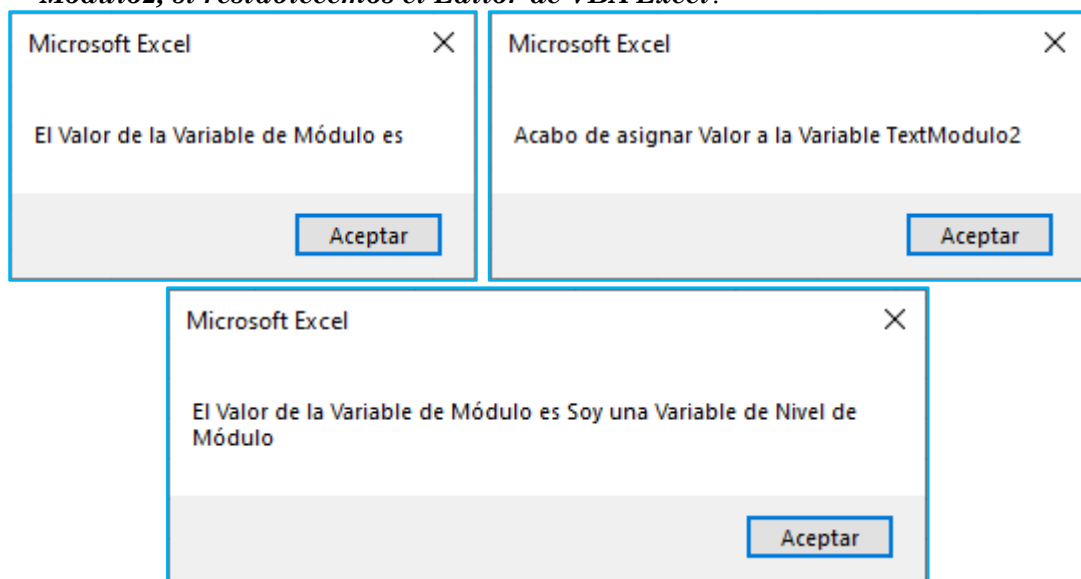 Módulo2, si restablecemos el Editor de VBA Excel:
Microsoft Excel
El Valor de la Variable de Módulo es
Aceptar
Microsoft Excel
Acabo de asignar Valor a la Variable TextModulo2
Aceptar
Microsoft Excel
El Valor de la Variable de Módulo es Soy una Variable de Nivel de
Módulo
Aceptar